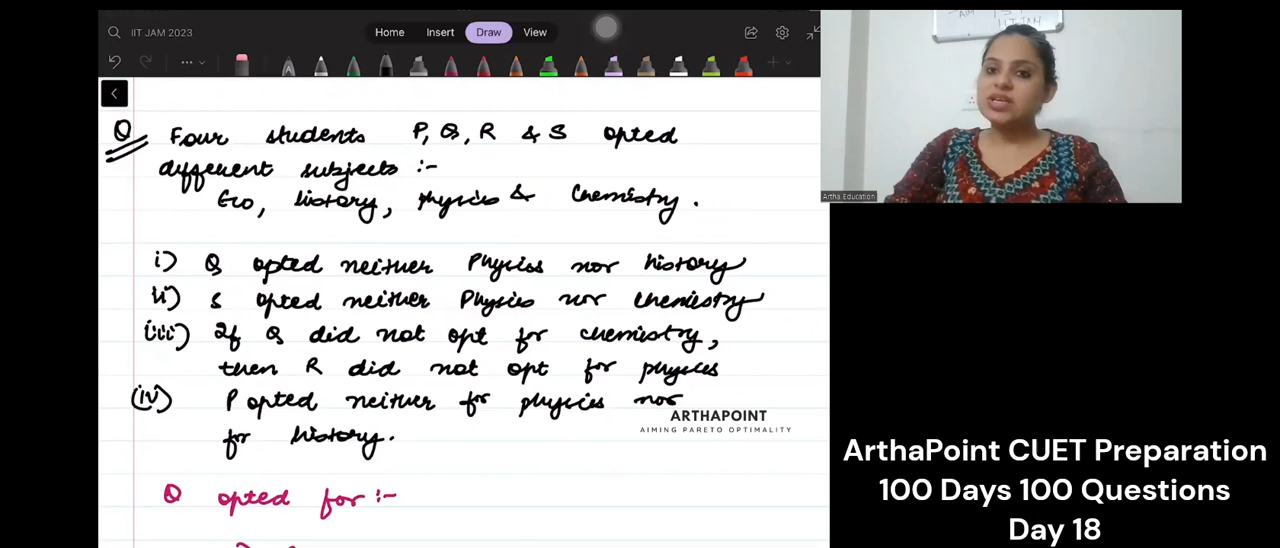 IIT JAM 2023
Home Insert Draw View
Q Four students P, Q, R & S opted
different subjects :-
Eco, history, physics & Chemistry.
i) Q opted neither Physics nor history
ii) S opted neither Physics nor chemistry
iii) If Q did not opt for chemistry,
then R did not opt for physics
(iv) P opted neither for physics nor
for history.
Q opted for :-
ARTHAPOINT
AIMING PARETO OPTIMALITY
IIT JAM
Artha Education
ArthaPoint CUET Preparation
100 Days 100 Questions
Day 18